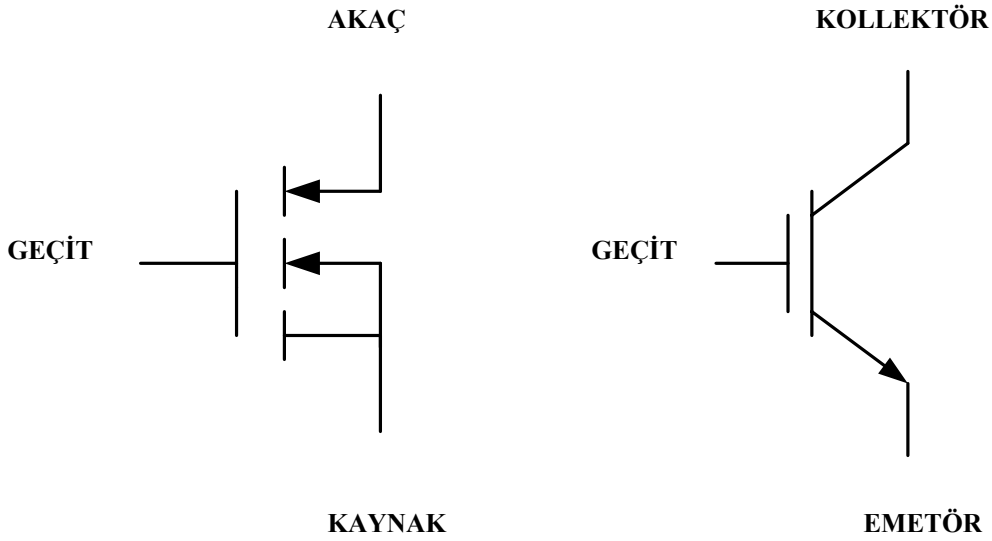 AKAÇ
KOLLEKTÖR
GEÇİT
GEÇİT
KAYNAK
EMETÖR